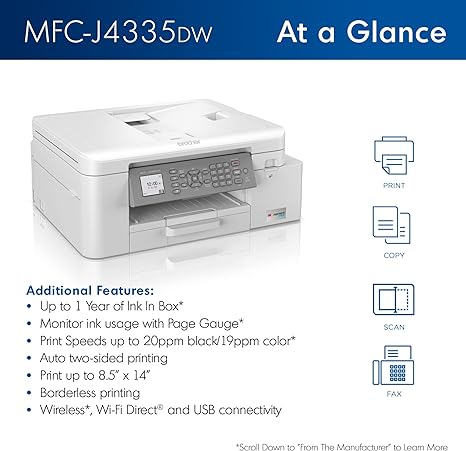 MFC-J4335DW
At a Glance
brother
PRINT
COPY
SCAN
FAX
Additional Features:
• Up to 1 Year of Ink In Box*
• Monitor ink usage with Page Gauge*
• Print Speeds up to 20ppm black/19ppm color*
• Auto two-sided printing
• Print up to 8.5” x 14”
• Borderless printing
• Wireless*, Wi-Fi Direct® and USB connectivity
*Scroll Down to “From The Manufacturer” to Learn More